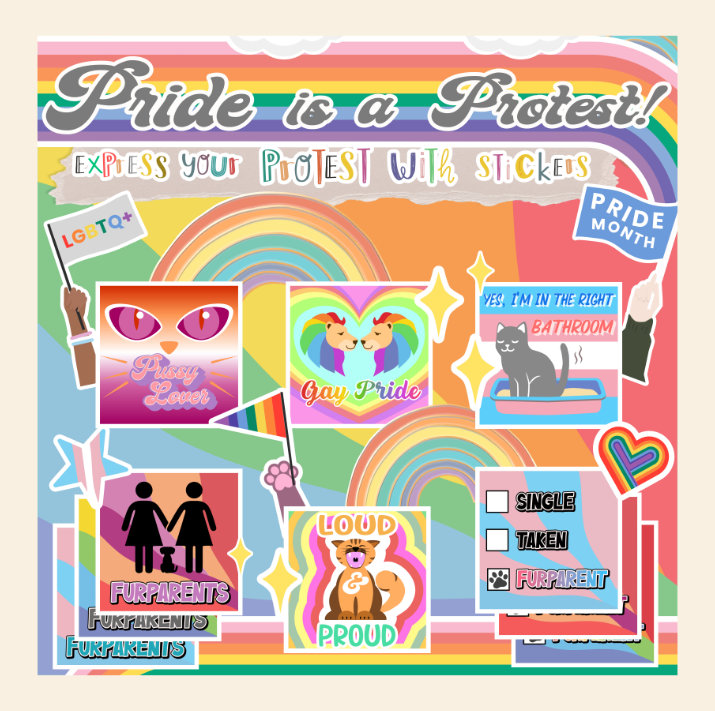 Pride is a Protest!
EXPRESS YOUR PROTEST WITH STICKERS
LGBTQ+
PRIDE
MONTH
Pussy
Lover
Gay Pride
YES, I'M IN THE RIGHT
BATHROOM
FURPARENTS
FURPARENTS
FURPARENTS
LOUD
&
PROUD
SINGLE
TAKEN
FURPARENT